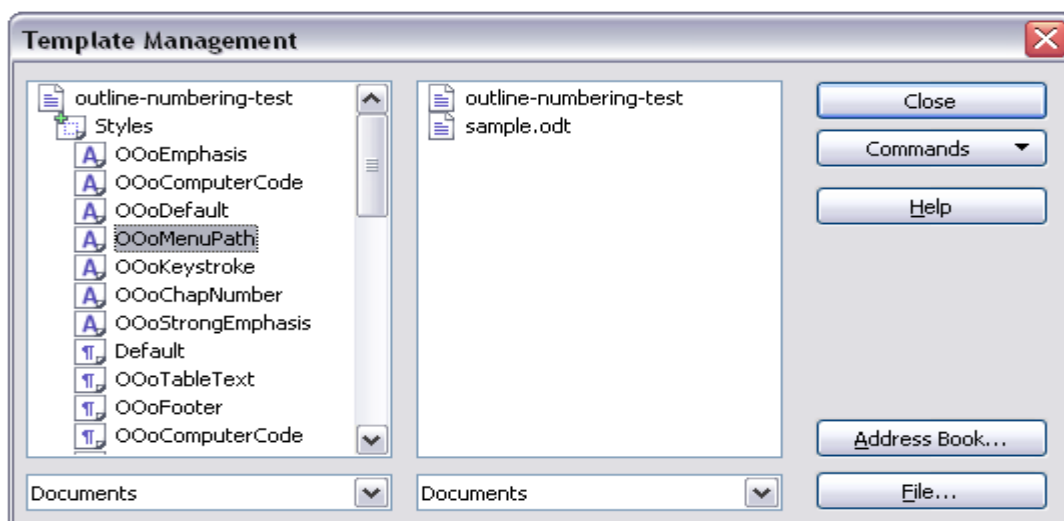 Template Management
outline-numbering-test
Styles
OOoEmphasis
OOoComputerCode
OOoDefault
OOoMenuPath
OOoKeystroke
OOoChapNumber
OOoStrongEmphasis
Default
OOoTableText
OOoFooter
OOoComputerCode
Documents
outline-numbering-test
sample.odt
Documents
Close
Commands
Help
Address Book...
File...